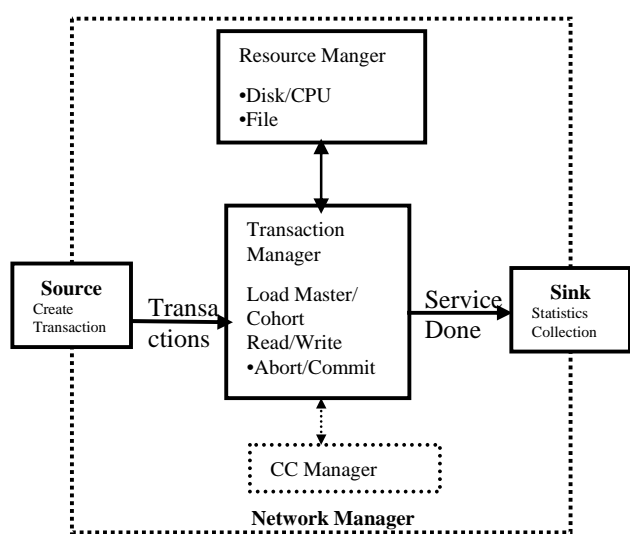 Resource Manger
•Disk/CPU
•File
Transaction
Manager
Load Master/
Cohort
Read/Write
•Abort/Commit
Source
Create
Transaction
Transa
ctions
Service
Done
Sink
Statistics
Collection
CC Manager
Network Manager